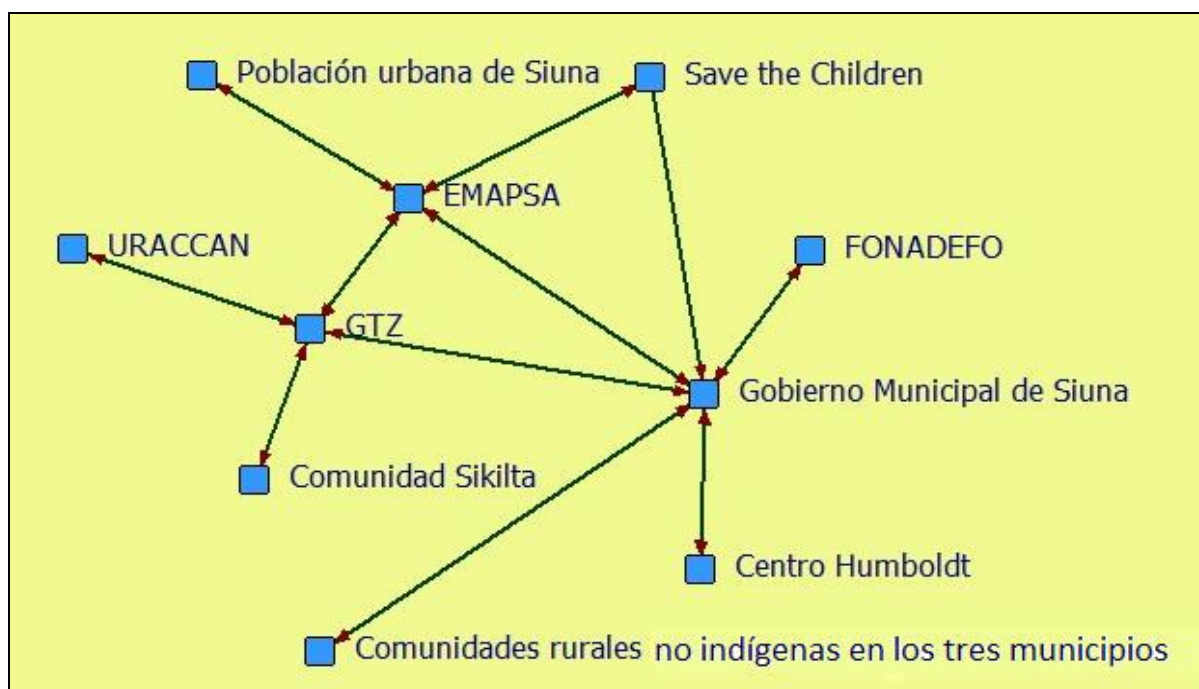 Población urbana de Siuna
Save the Children
EMAPSA
URACCAN
FONADEFO
GTZ
Gobierno Municipal de Siuna
Comunidad Sikilta
Centro Humboldt
Comunidades rurales no indígenas en los tres municipios